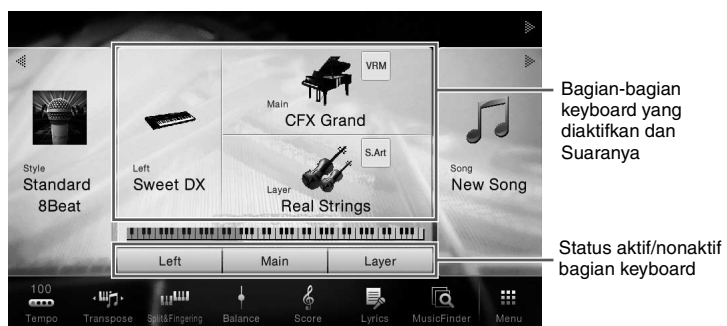 VRM
Main
CFX Grand
Style
Standard
8Beat
Left
Sweet DX
S.Art
Layer
Real Strings
Song
New Song
Left
Main
Layer
100
Tempo
Transpose
Split&Fingering
Balance
Score
Lyrics
MusicFinder
Menu
Bagian-bagian
keyboard yang
diaktifkan dan
Suaranya
Status aktif/nonaktif
bagian keyboard